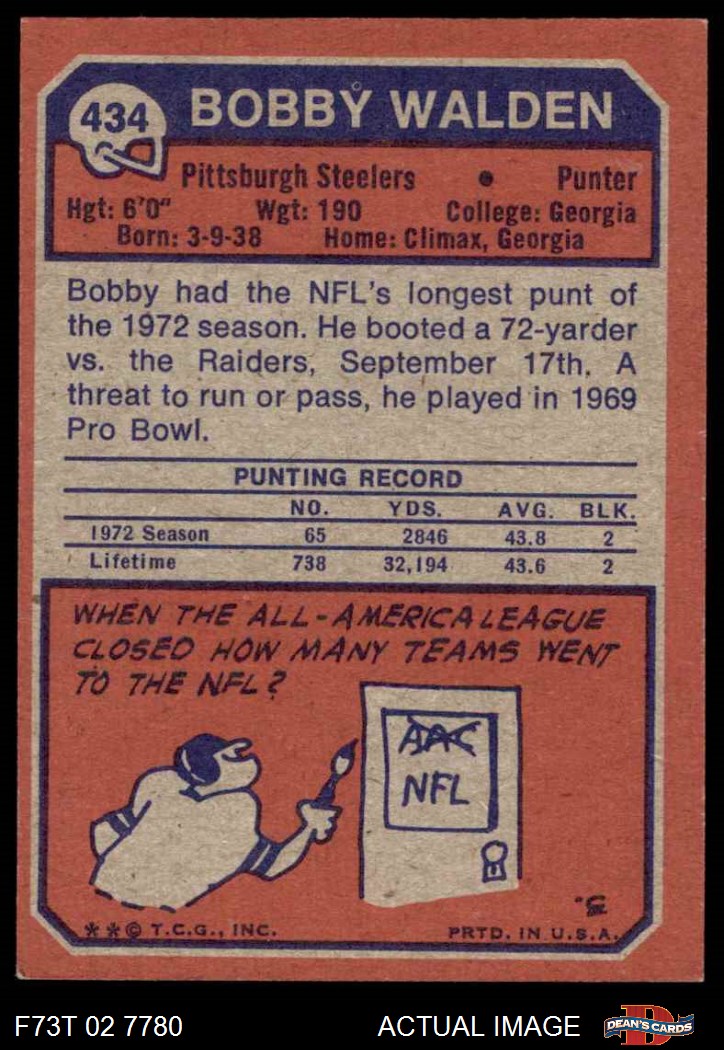 434
BOBBY WALDEN
Pittsburgh Steelers • Punter
Hgt: 6'0" Wgt: 190 College: Georgia
Born: 3-9-38 Home: Climax, Georgia
Bobby had the NFL's longest punt of
the 1972 season. He booted a 72-yarder
vs. the Raiders, September 17th. A
threat to run or pass, he played in 1969
Pro Bowl.
PUNTING RECORD
NO. YDS. AVG. BLK.
1972 Season 65 2846 43.8 2
Lifetime 738 32,194 43.6 2
WHEN THE ALL-AMERICA LEAGUE
CLOSED HOW MANY TEAMS WENT
TO THE NFL?
AAC
NFL
**© T.C.G., INC. PRTD. IN U.S.A.
F73T 02 7780 ACTUAL IMAGE
D
DEAN'S CARDS